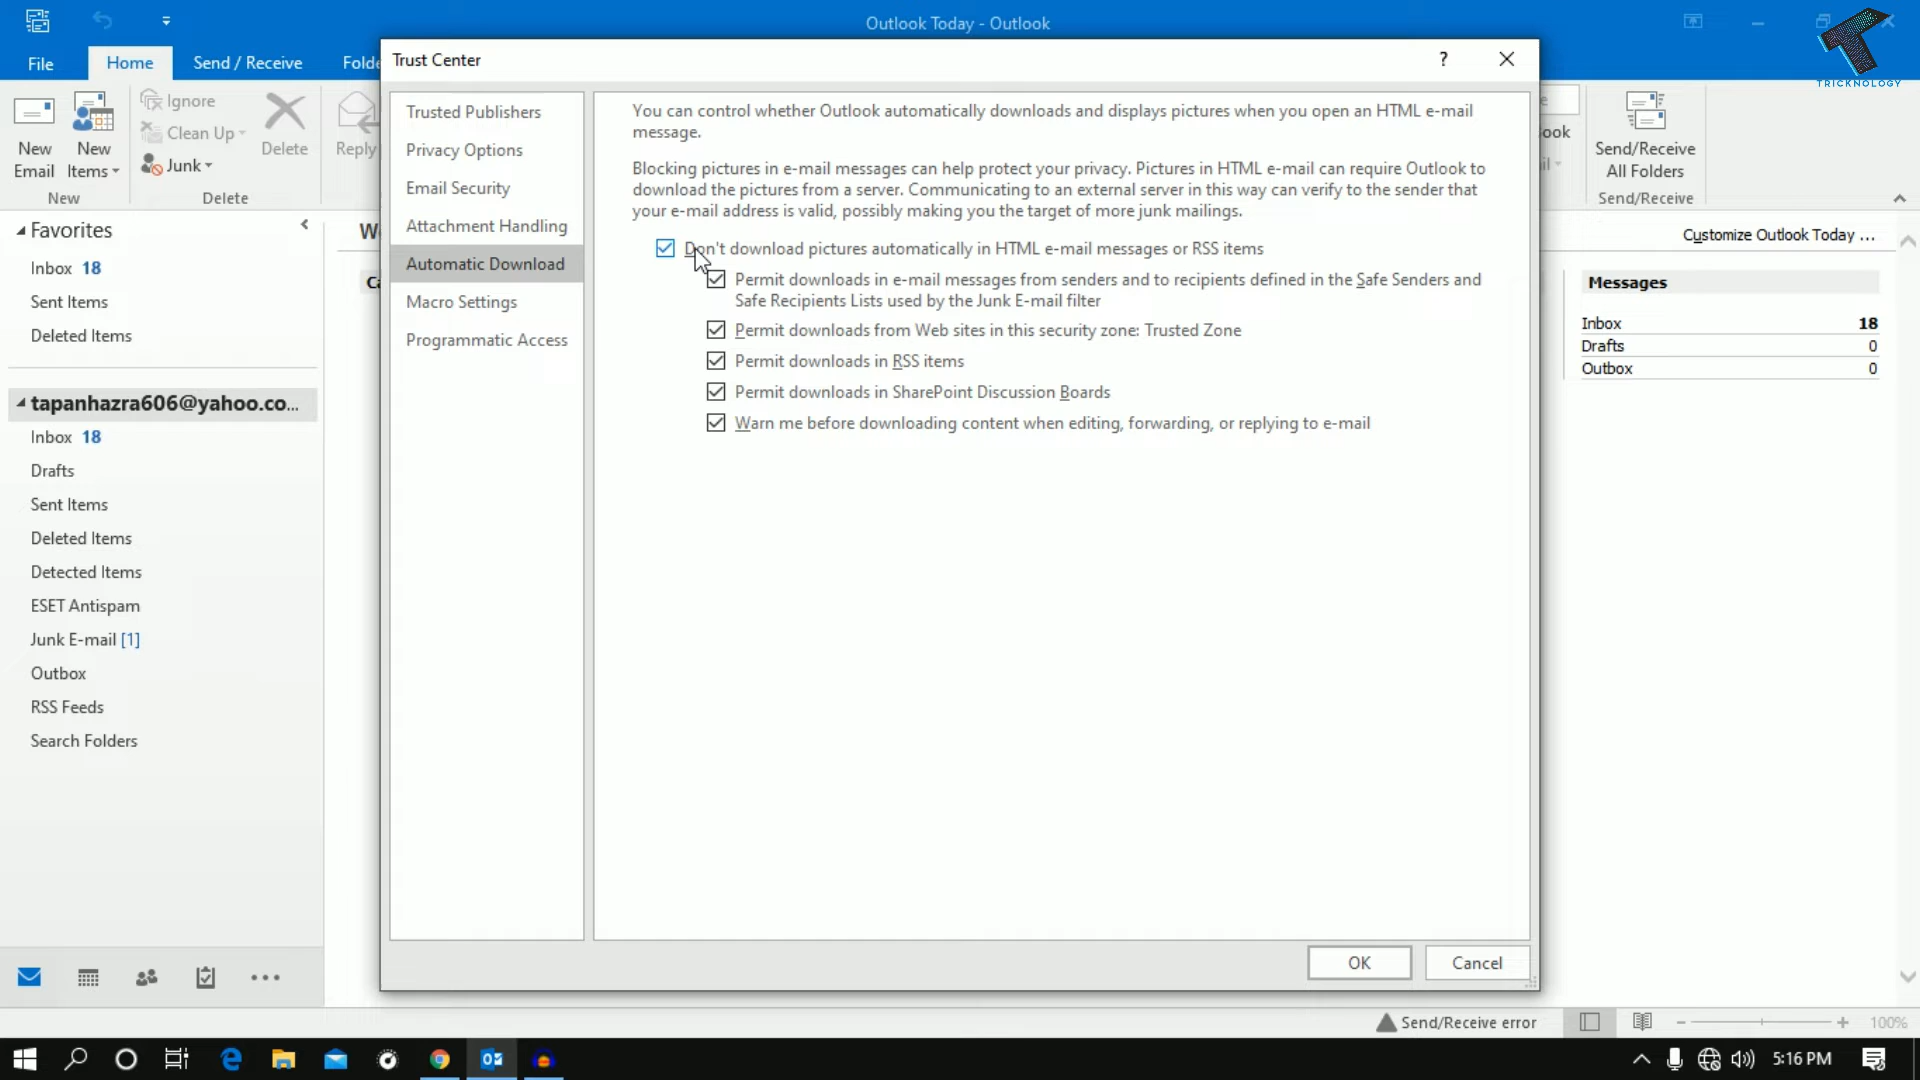 Outlook Today - Outlook
TRICKNOLOGY
File
Home
Send / Receive
Folde
New Email
New Items
Ignore
Clean Up
Junk
Delete
Reply
New
Delete
Send/Receive All Folders
Send/Receive
ook
Favorites
Inbox 18
Sent Items
Deleted Items
tapanhazra606@yahoo.co...
Inbox 18
Drafts
Sent Items
Deleted Items
Detected Items
ESET Antispam
Junk E-mail [1]
Outbox
RSS Feeds
Search Folders
Trust Center
?
Trusted Publishers
Privacy Options
Email Security
Attachment Handling
Automatic Download
Macro Settings
Programmatic Access
You can control whether Outlook automatically downloads and displays pictures when you open an HTML e-mail
message.
Blocking pictures in e-mail messages can help protect your privacy. Pictures in HTML e-mail can require Outlook to
download the pictures from a server. Communicating to an external server in this way can verify to the sender that
your e-mail address is valid, possibly making you the target of more junk mailings.
Don't download pictures automatically in HTML e-mail messages or RSS items
Permit downloads in e-mail messages from senders and to recipients defined in the Safe Senders and
Safe Recipients Lists used by the Junk E-mail filter
Permit downloads from Web sites in this security zone: Trusted Zone
Permit downloads in RSS items
Permit downloads in SharePoint Discussion Boards
Warn me before downloading content when editing, forwarding, or replying to e-mail
OK
Cancel
Customize Outlook Today ...
Messages
Inbox 18
Drafts 0
Outbox 0
Send/Receive error
100%
5:16 PM